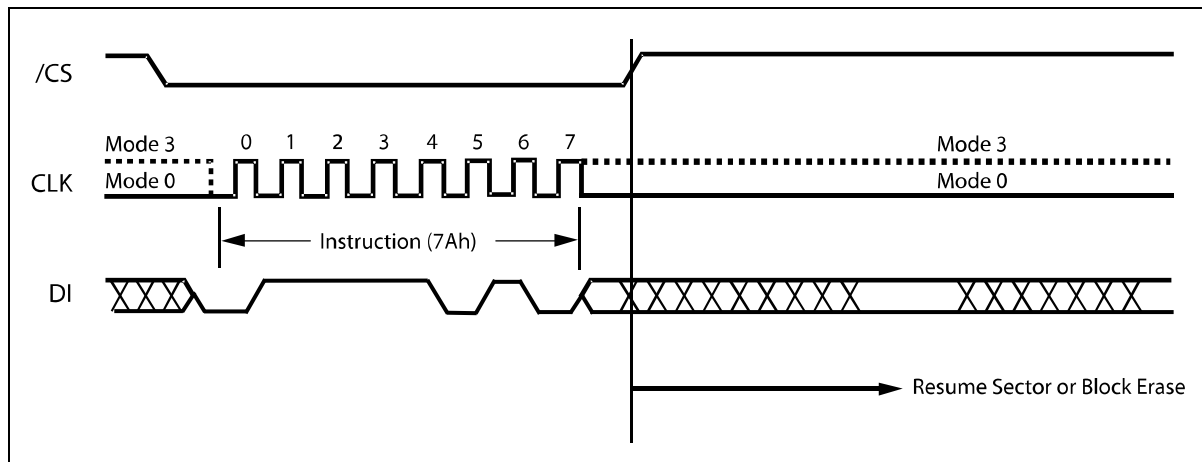 /CS
Mode 3
0 1 2 3 4 5 6 7
Mode 3
CLK
Mode 0
Mode 0
Instruction (7Ah)
DI
Resume Sector or Block Erase